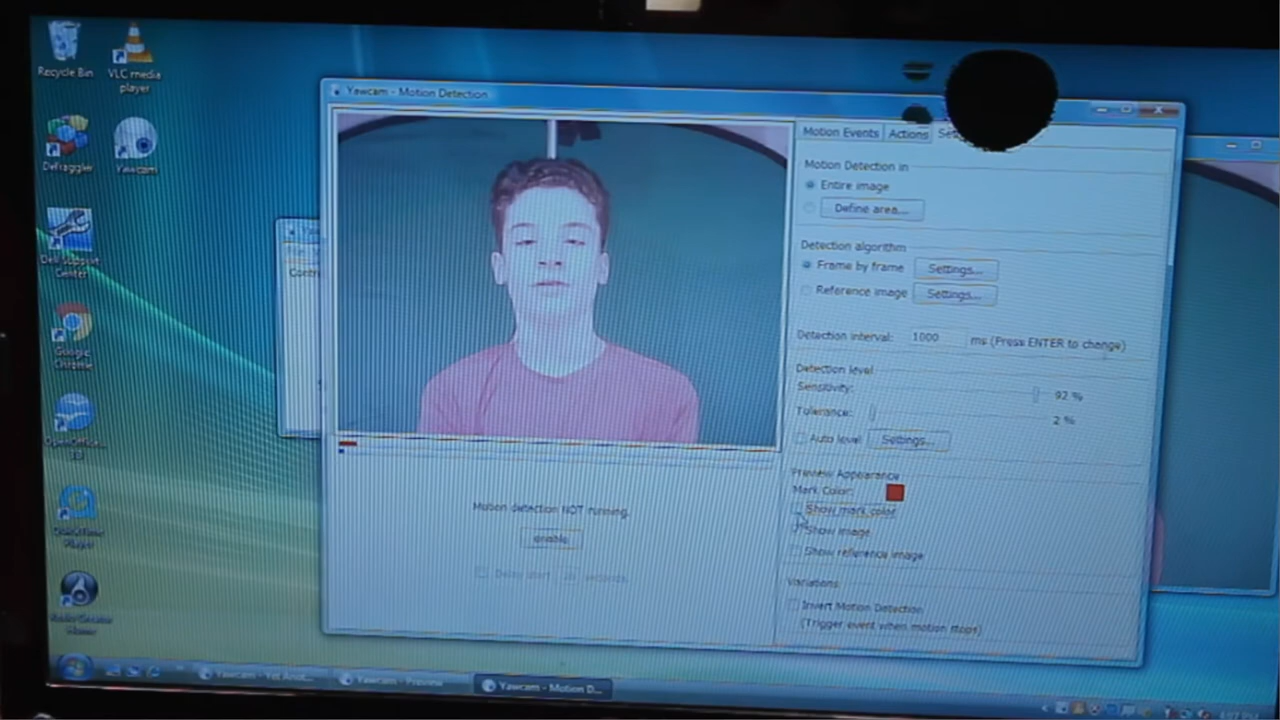 Recycle Bin
VLC media
player
Defraggler
Yawcam
Dell Support
Center
Google
Chrome
QuickTime
Player
Home
Yawcam - Motion Detection
Motion Events
Actions
Motion Detection in
Entire image
Define area...
Detection algorithm
Frame by frame
Settings...
Reference image
Settings...
Detection interval: 1000 ms (Press ENTER to change)
Detection level
Sensitivity: 92 %
Tolerance: 2 %
Auto level
Settings...
Preview Appearance
Mark Color:
Show mark color
Show image
Show reference image
Variations
Invert Motion Detection
(Trigger event when motion stops)
Motion detection NOT running.
enable
Yawcam - Preview
Yawcam - Motion D...